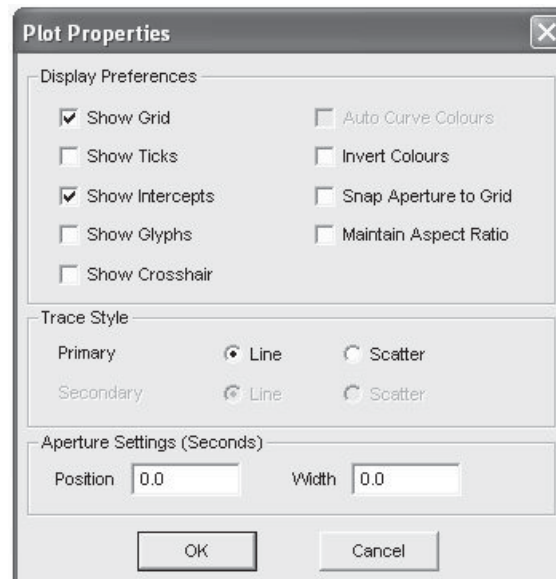 Plot Properties
Display Preferences
Show Grid
Auto Curve Colours
Show Ticks
Invert Colours
Show Intercepts
Snap Aperture to Grid
Show Glyphs
Maintain Aspect Ratio
Show Crosshair
Trace Style
Primary Line Scatter
Secondary Line Scatter
Aperture Settings (Seconds)
Position 0.0 Width 0.0
OK Cancel